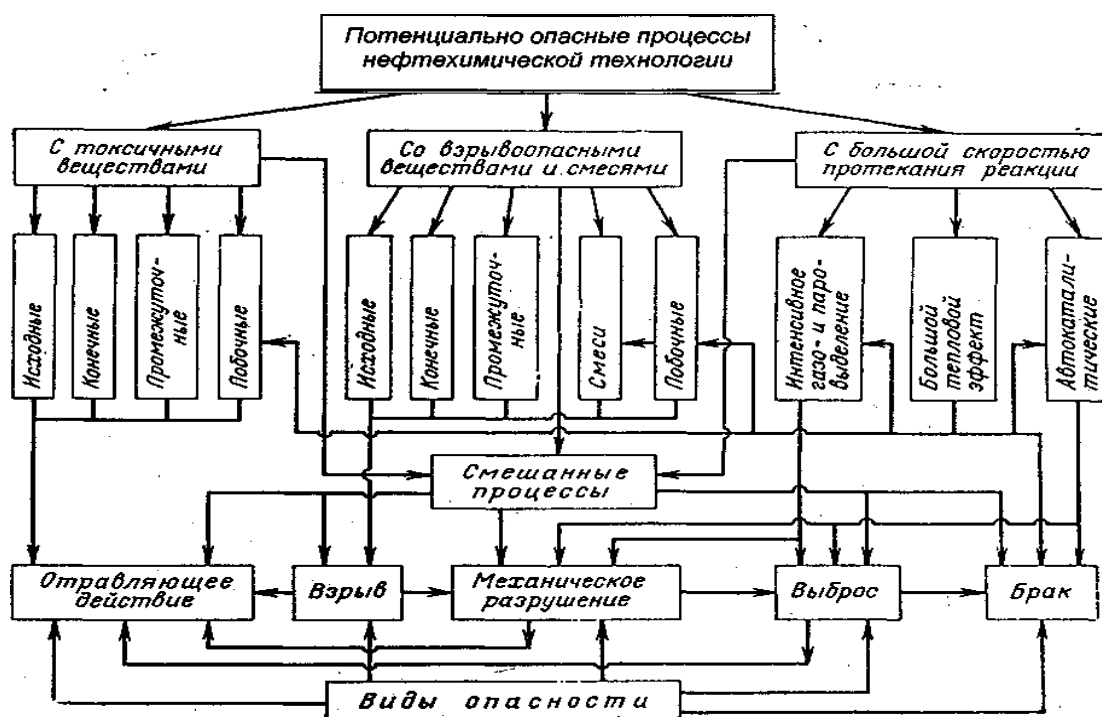 Потенциально опасные процессы
нефтехимической технологии
С токсичными
веществами
Со взрывоопасными
веществами и смесями
С большой скоростью
протекания реакции
Исходные
Конечные
Промежуточ-
ные
Побочные
Исходные
Конечные
Промежуточ-
ные
Смеси
Побочные
Интенсивное
газо- и паро-
выделение
Большой
тепловой
эффект
Автокатали-
тические
Смешанные
процессы
Отравляющее
действие
Взрыв
Механическое
разрушение
Выброс
Брак
Виды опасности